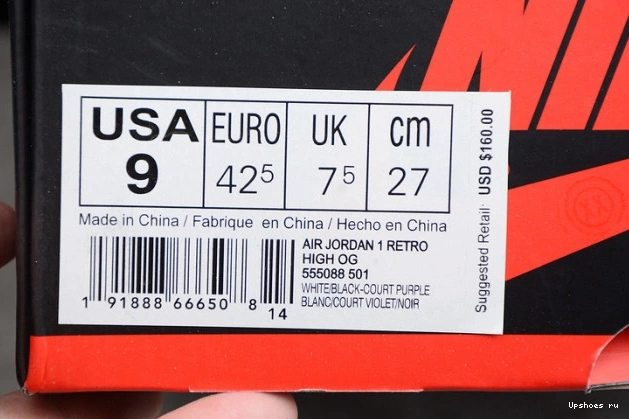 NIKE
USA EURO UK cm
9 42⁵ 7⁵ 27
Made in China / Fabrique en China / Hecho en China
AIR JORDAN 1 RETRO
HIGH OG
555088 501
WHITE/BLACK-COURT PURPLE
BLANC/COURT VIOLET/NOIR
1 91888 66650 8 14
Suggested Retail: USD $160.00
Upshoes ru